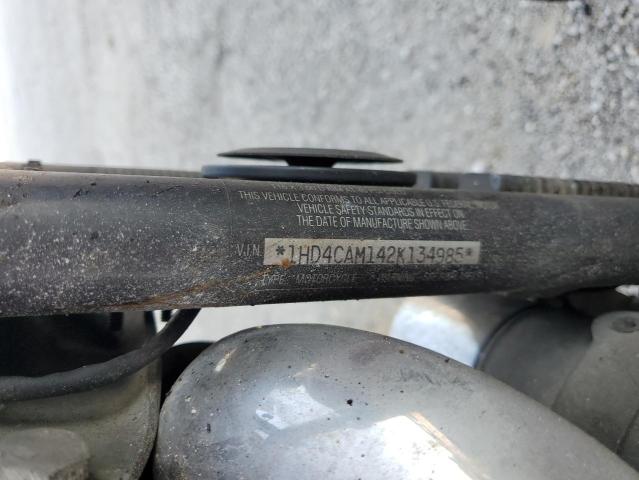 THIS VEHICLE CONFORMS TO ALL APPLICABLE U.S. FEDERAL
VEHICLE SAFETY STANDARDS IN EFFECT ON
THE DATE OF MANUFACTURE SHOWN ABOVE
V.I.N. *1HD4CAM142K134985*
TYPE: MOTORCYCLE